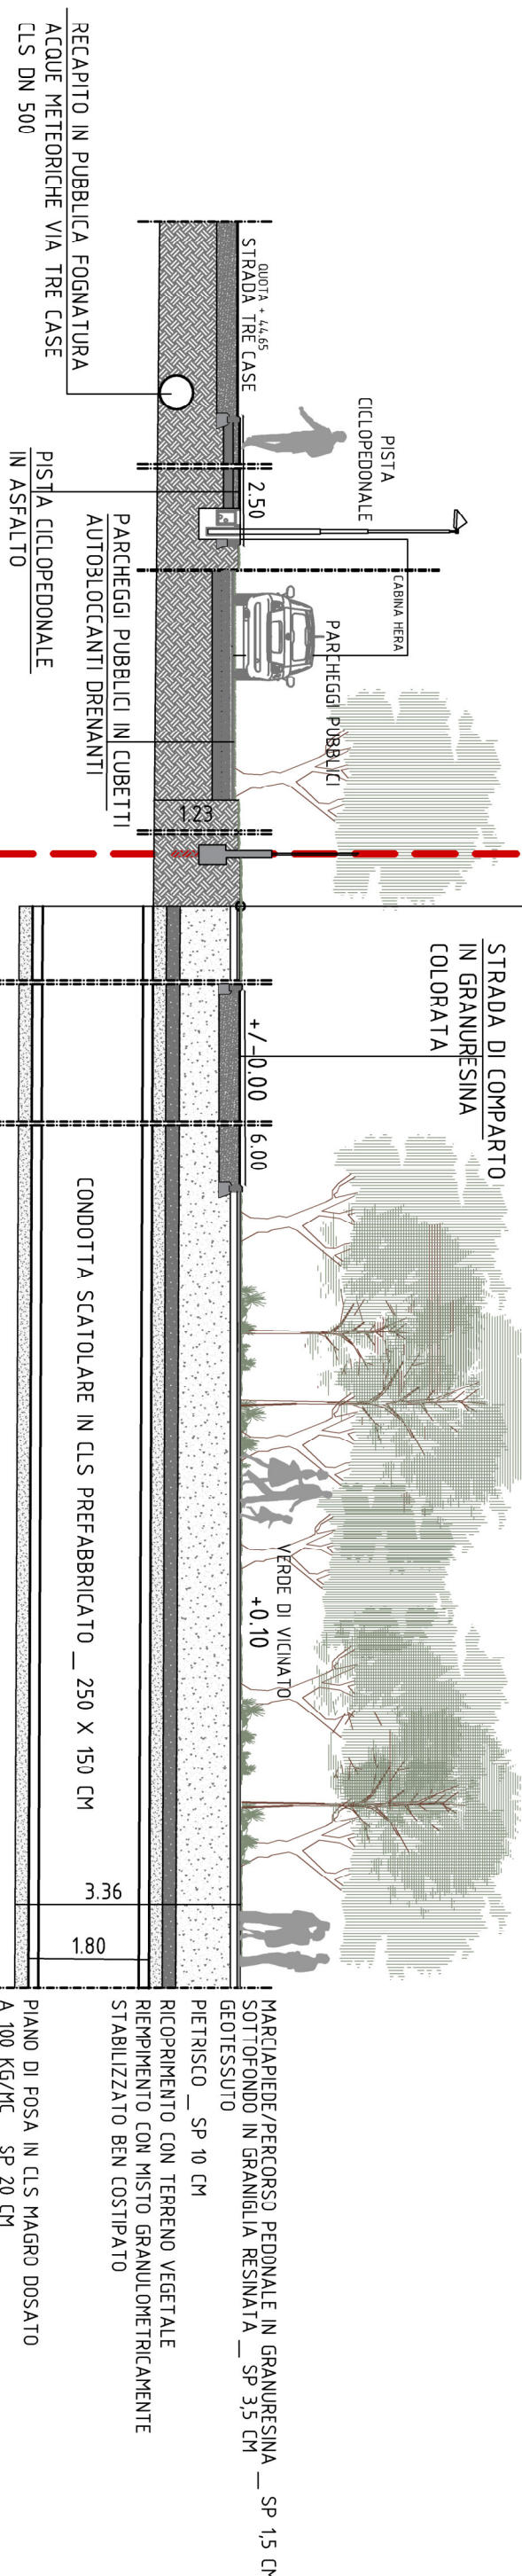 RECAPITO IN PUBBLICA FOGNATURA
ACQUE METEORICHE VIA TRE CASE
CLS DN 500
QUOTA + 44.65
STRADA TRE CASE
PISTA
CICLOPEDONALE
2.50
PISTA CICLOPEDONALE
IN ASFALTO
CABINA HERA
PARCHEGGI PUBBLICI
PARCHEGGI PUBBLICI IN CUBETTI
AUTOBLOCCANTI DRENANTI
1.23
STRADA DI COMPARTO
IN GRANURESINA
COLORATA
+/-0.00
6.00
CONDOTTA SCATOLARE IN CLS PREFABBRICATO _ 250 X 150 CM
VERDE DI VICINATO
+0.10
3.36
1.80
MARCIAPIEDE/PERCORSO PEDONALE IN GRANURESINA _ SP 1,5 CM
SOTTOFONDO IN GRANIGLIA RESINATA _ SP 3,5 CM
GEOTESSUTO
PIETRISCO _ SP 10 CM
RICOPRIMENTO CON TERRENO VEGETALE
RIEMPIMENTO CON MISTO GRANULOMETRICAMENTE
STABILIZZATO BEN COSTIPATO
PIANO DI POSA IN CLS MAGRO DOSATO
A 100 KG/MC _ SP 20 CM